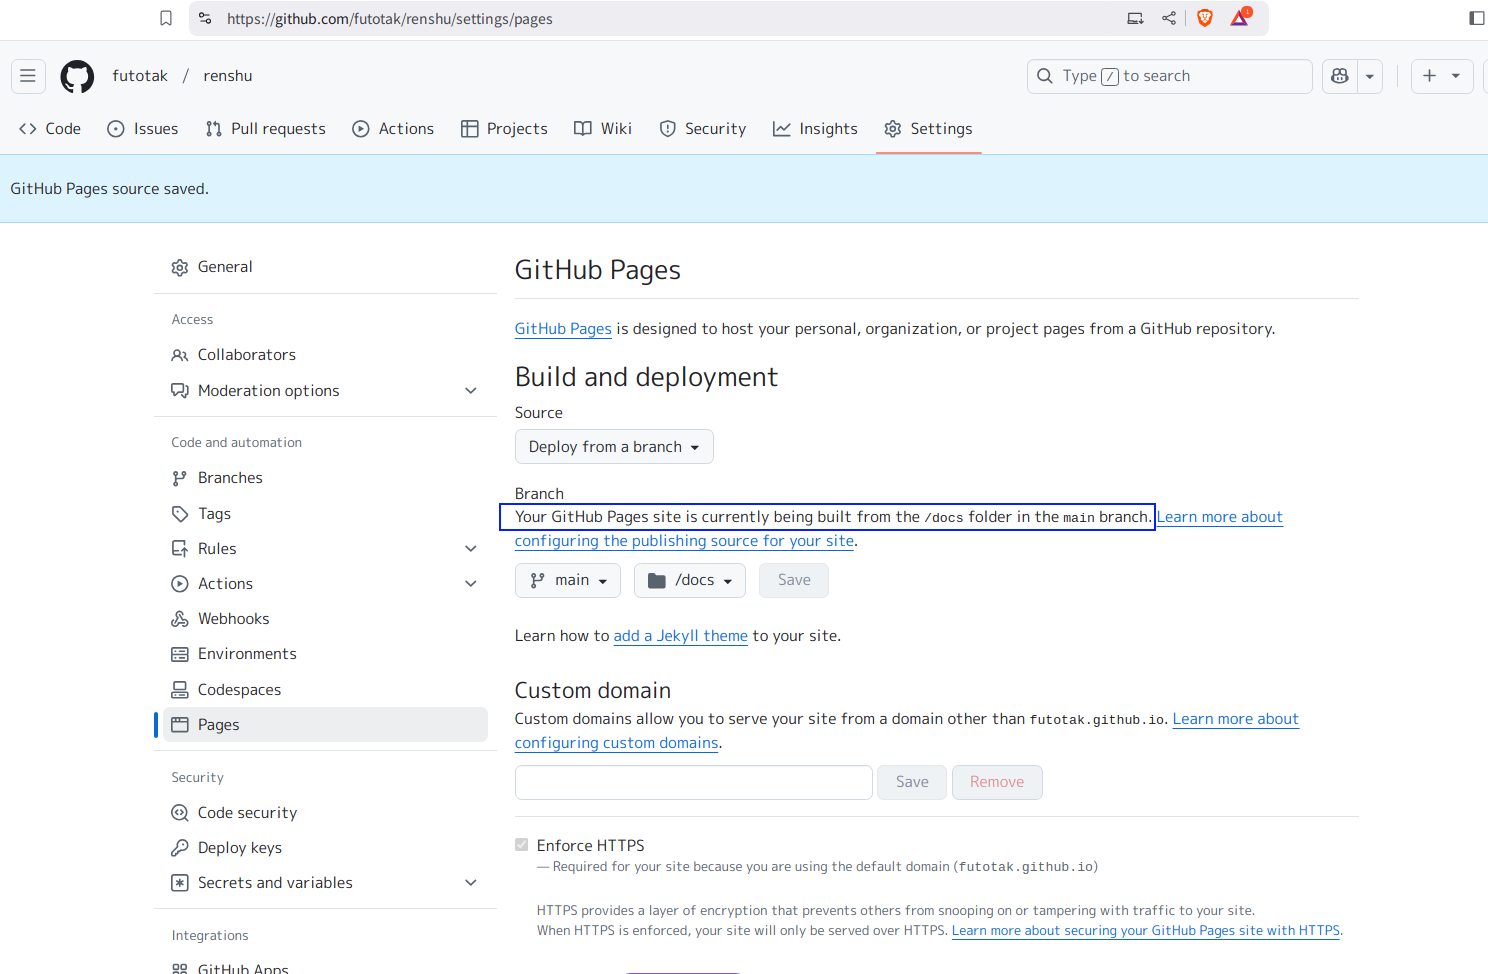 https://github.com/futotak/renshu/settings/pages
1
futotak / renshu
Type / to search
Code Issues Pull requests Actions Projects Wiki Security Insights Settings
GitHub Pages source saved.
General
Access
Collaborators
Moderation options
Code and automation
Branches
Tags
Rules
Actions
Webhooks
Environments
Codespaces
Pages
Security
Code security
Deploy keys
Secrets and variables
Integrations
GitHub Apps
GitHub Pages
GitHub Pages is designed to host your personal, organization, or project pages from a GitHub repository.
Build and deployment
Source
Deploy from a branch
Branch
Your GitHub Pages site is currently being built from the /docs folder in the main branch. Learn more about
configuring the publishing source for your site.
main /docs Save
Learn how to add a Jekyll theme to your site.
Custom domain
Custom domains allow you to serve your site from a domain other than futotak.github.io. Learn more about
configuring custom domains.
Save Remove
Enforce HTTPS
— Required for your site because you are using the default domain (futotak.github.io)
HTTPS provides a layer of encryption that prevents others from snooping on or tampering with traffic to your site.
When HTTPS is enforced, your site will only be served over HTTPS. Learn more about securing your GitHub Pages site with HTTPS.